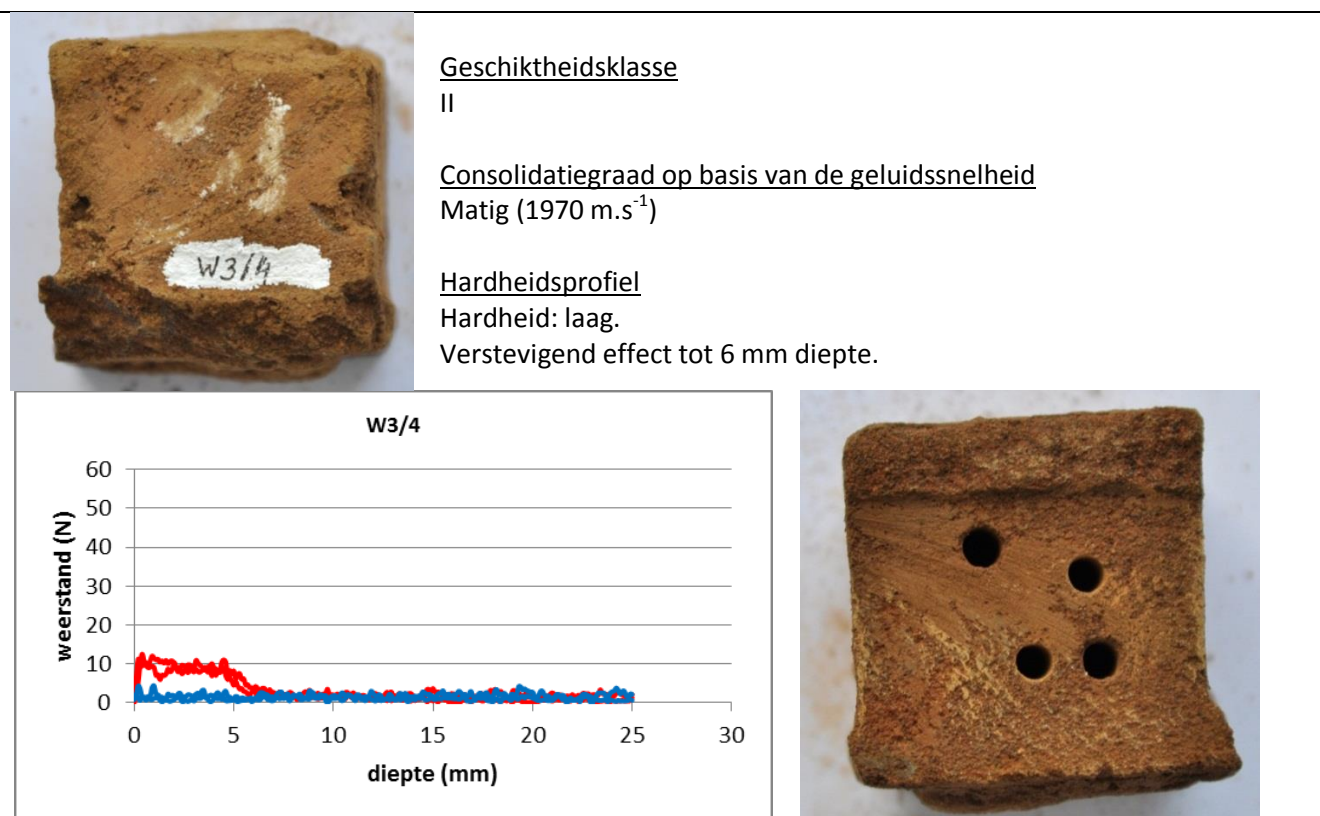 Geschiktheidsklasse
II
Consolidatiegraad op basis van de geluidssnelheid
Matig (1970 m.s-1)
Hardheidsprofiel
Hardheid: laag.
Verstevigend effect tot 6 mm diepte.
W3/4
W3/4
weerstand (N)
60
50
40
30
20
10
0
0 5 10 15 20 25 30
diepte (mm)